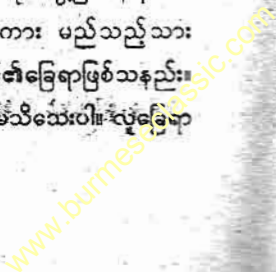 ကား မည်သည့်သား
၏ခြေရာဖြစ်သနည်း။
မသိသေးပါ။ လူခြေရာ
www.burmeseclassic.com